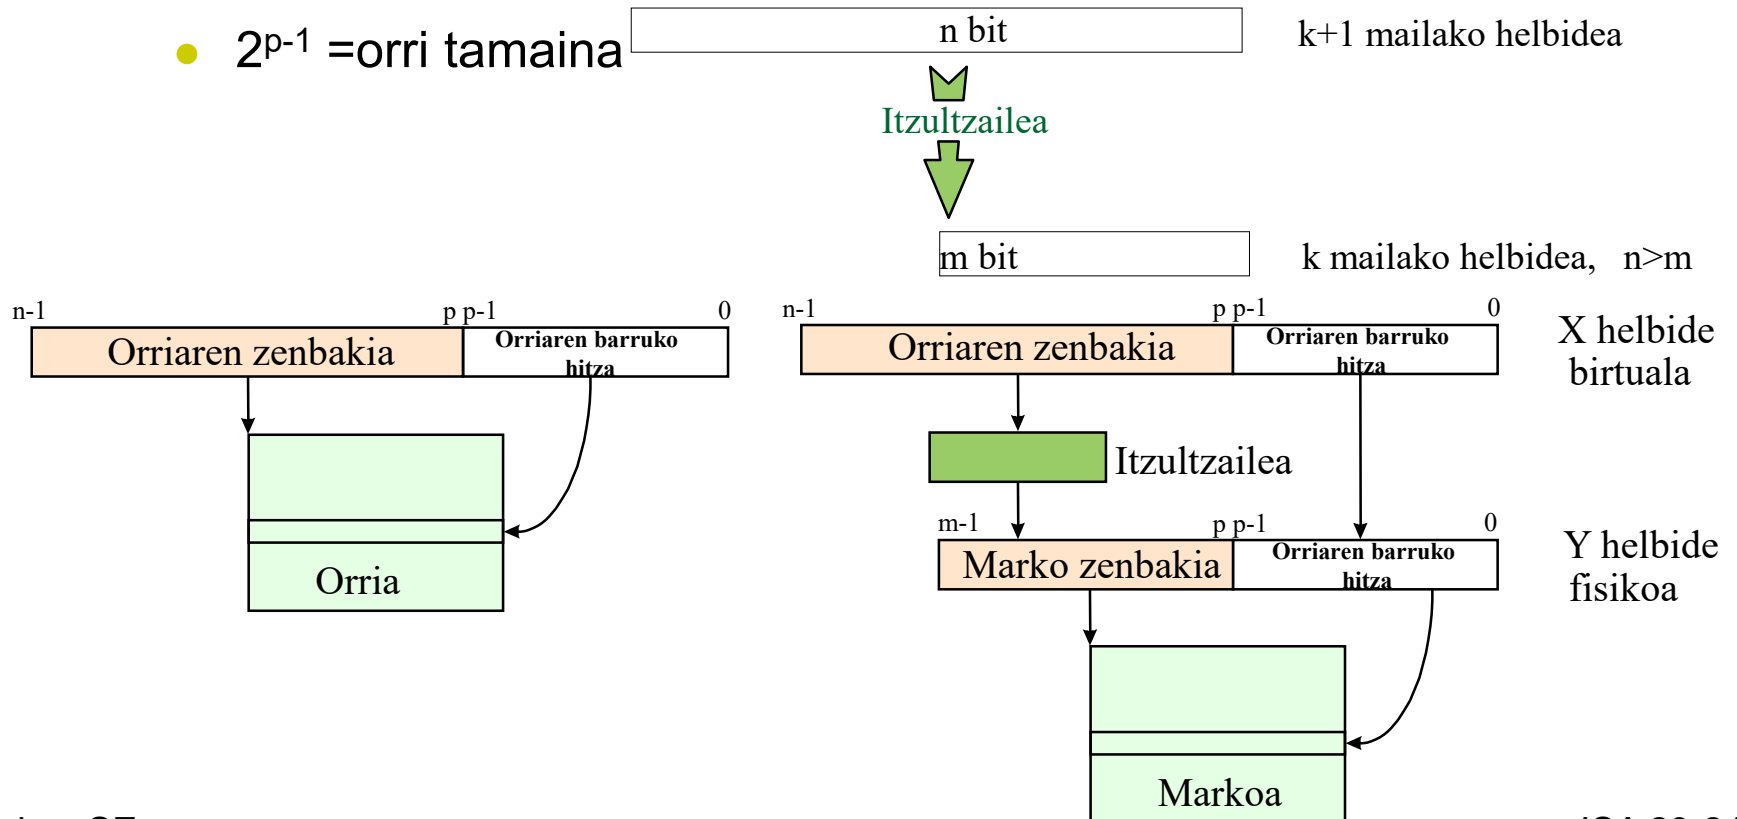 2^p-1 =orri tamaina
n bit
k+1 mailako helbidea
Itzultzailea
m bit
k mailako helbidea, n>m
n-1 p p-1 0
Orriaren zenbakia
Orriaren barruko
hitza
Orria
n-1 p p-1 0
Orriaren zenbakia
Orriaren barruko
hitza
X helbide
birtuala
Itzultzailea
m-1 p p-1 0
Marko zenbakia
Orriaren barruko
hitza
Y helbide
fisikoa
Markoa